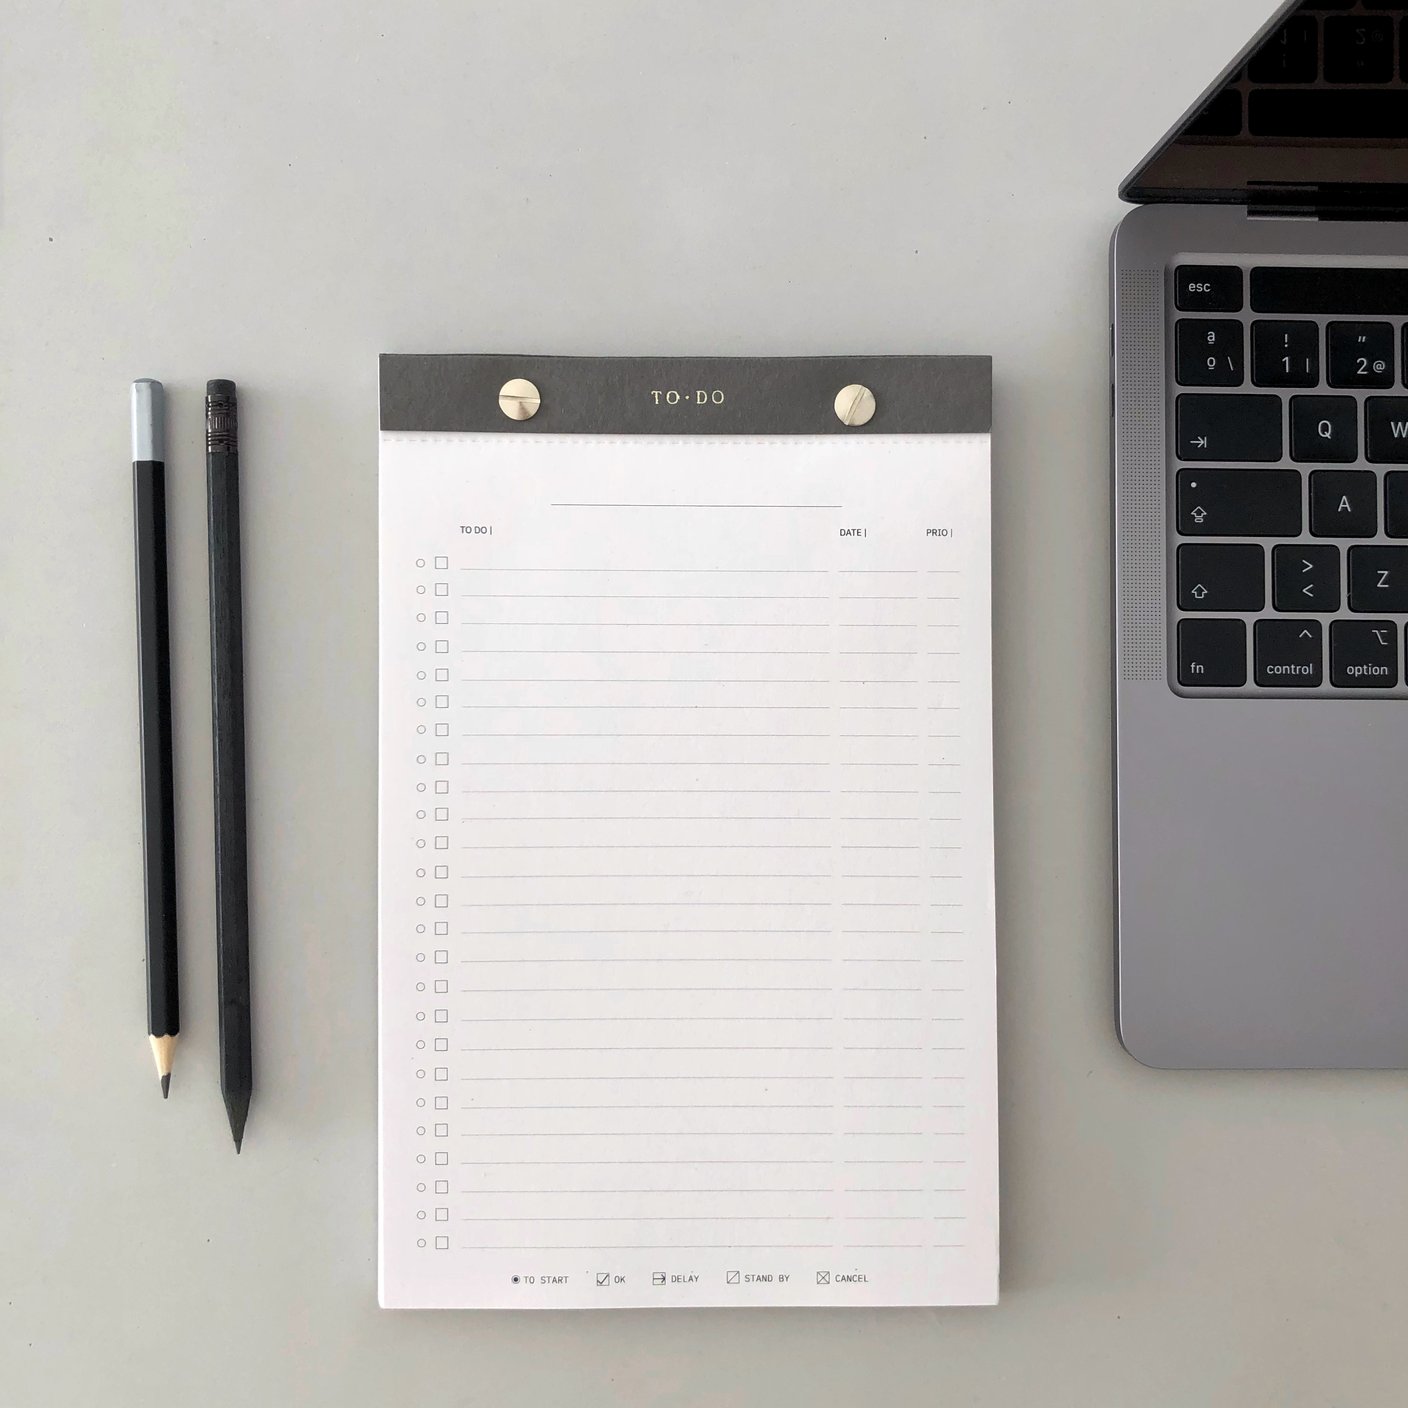 TO·DO
TO DO |
DATE |
PRIO |
TO START
OK
DELAY
STAND BY
CANCEL
esc
ª
º \
!
1 |
"
2 @
Q
W
A
>
<
Z
fn
^
control
option